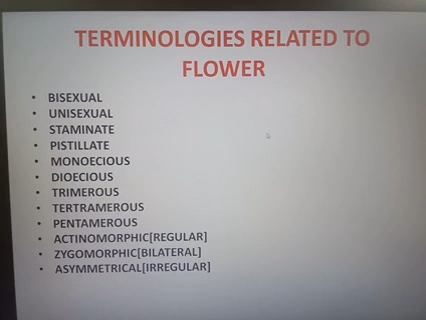 TERMINOLOGIES RELATED TO
FLOWER
• BISEXUAL
• UNISEXUAL
• STAMINATE
• PISTILLATE
• MONOECIOUS
• DIOECIOUS
• TRIMEROUS
• TERTRAMEROUS
• PENTAMEROUS
• ACTINOMORPHIC[REGULAR]
• ZYGOMORPHIC[BILATERAL]
• ASYMMETRICAL[IRREGULAR]